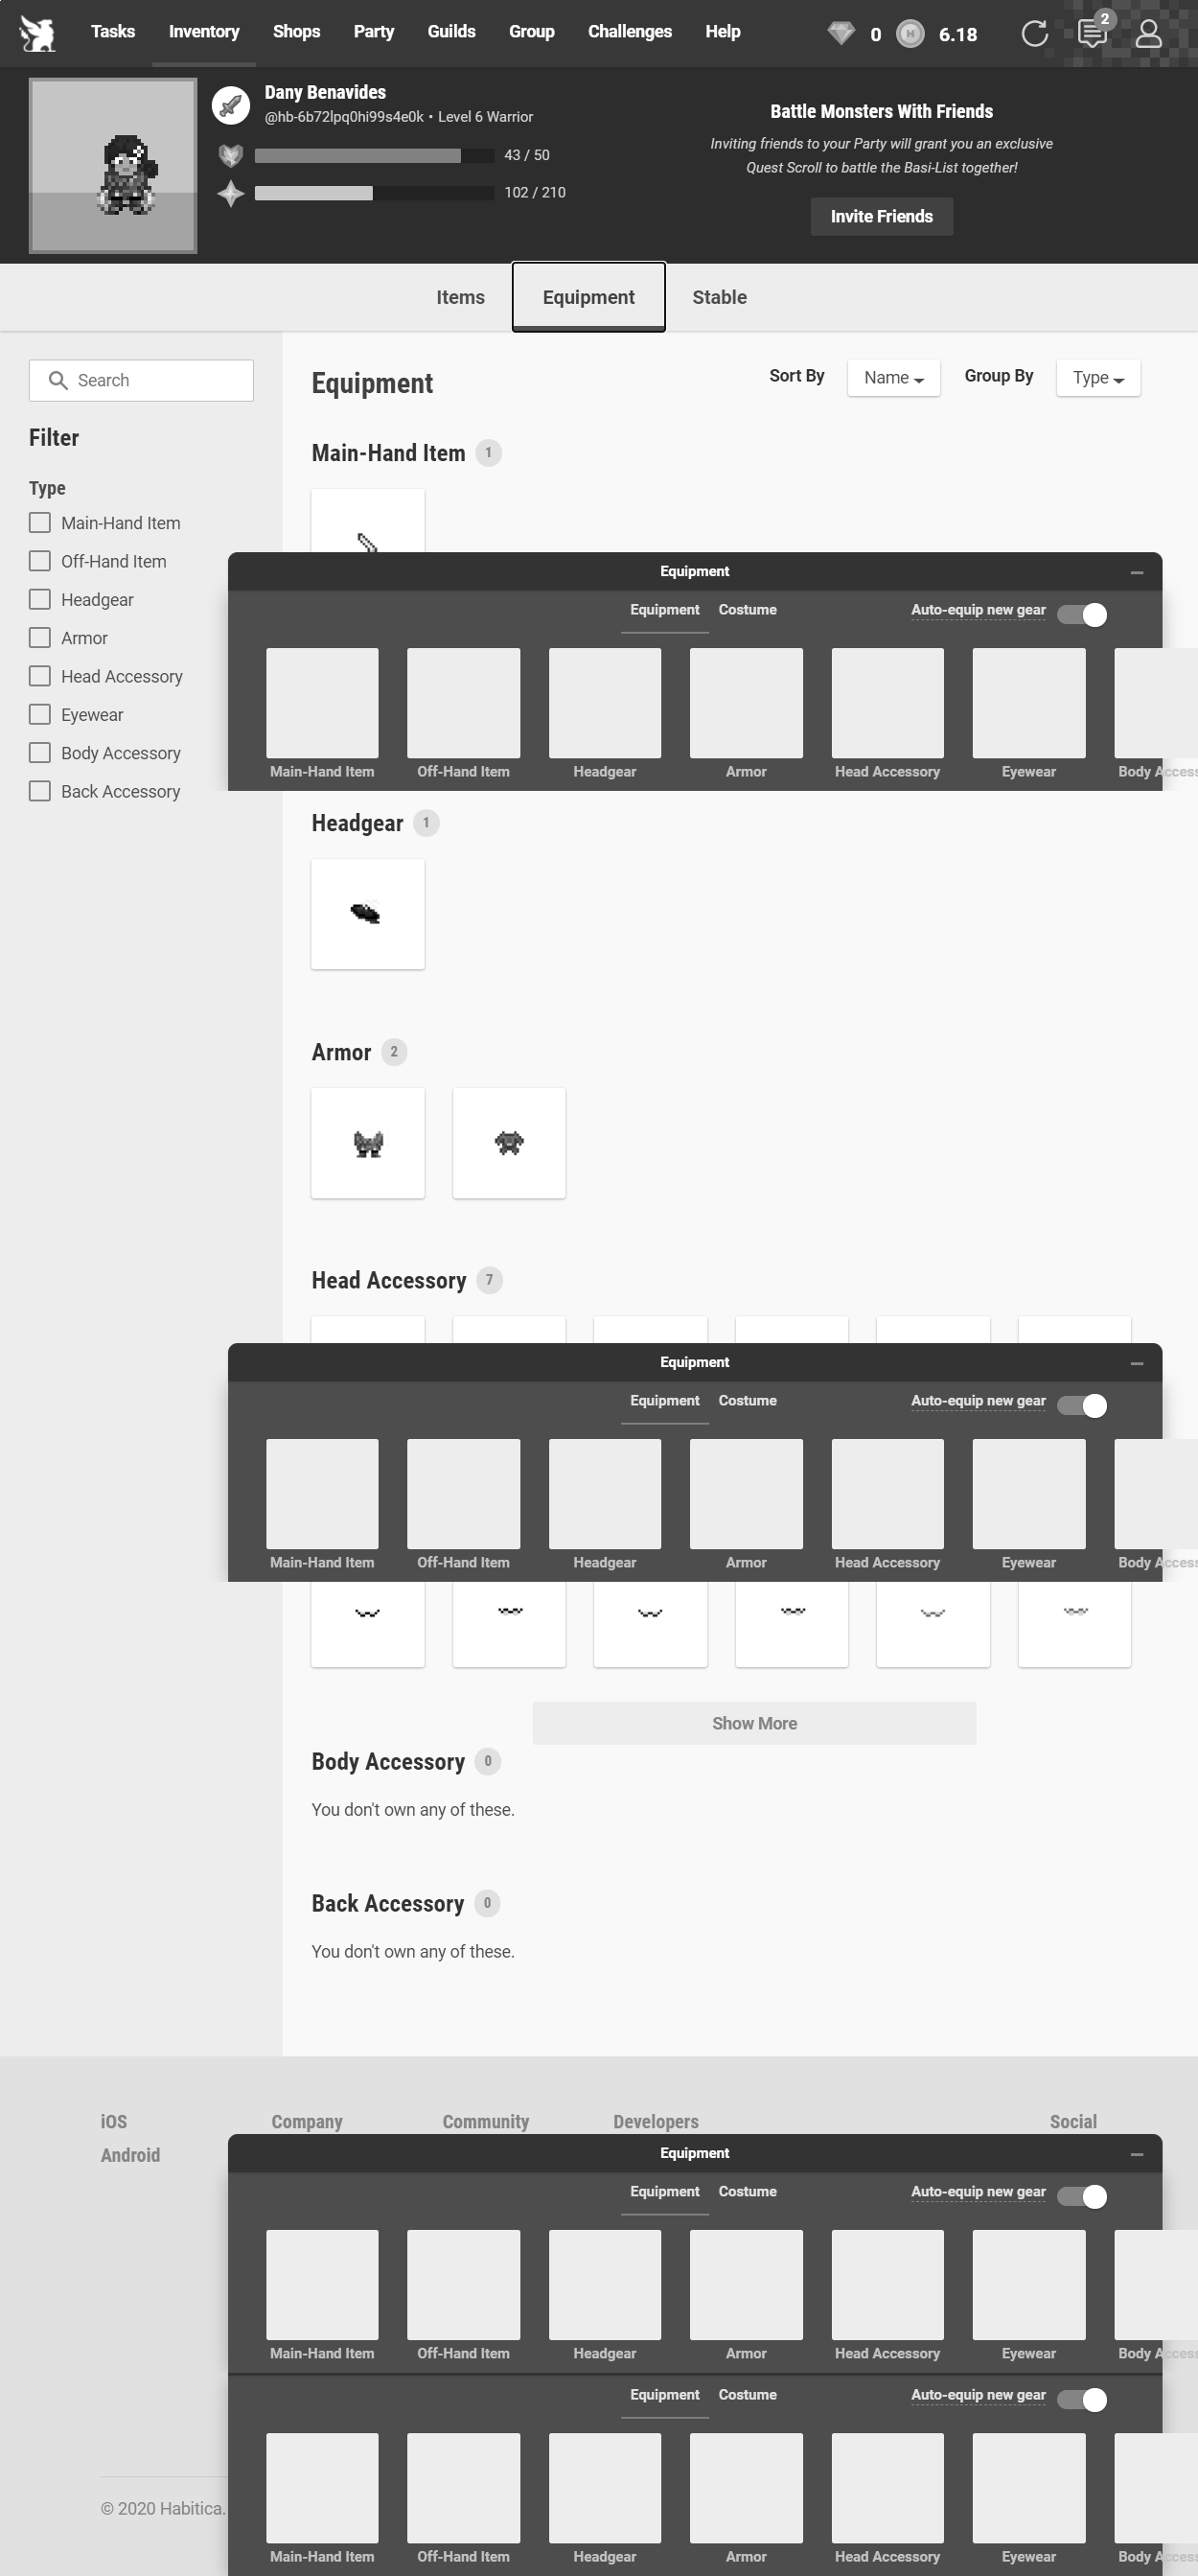 Tasks Inventory Shops Party Guilds Group Challenges Help 0 6.18 2
Dany Benavides
@hb-6b72lpq0hi99s4e0k • Level 6 Warrior
43 / 50
102 / 210
Battle Monsters With Friends
Inviting friends to your Party will grant you an exclusive
Quest Scroll to battle the Basi-List together!
Invite Friends
Items Equipment Stable
Search
Filter
Type
Main-Hand Item
Off-Hand Item
Headgear
Armor
Head Accessory
Eyewear
Body Accessory
Back Accessory
Equipment Sort By Name Group By Type
Main-Hand Item 1
Equipment
Equipment Costume Auto-equip new gear
Main-Hand Item Off-Hand Item Headgear Armor Head Accessory Eyewear Body Access
Headgear 1
Armor 2
Head Accessory 7
Equipment
Equipment Costume Auto-equip new gear
Main-Hand Item Off-Hand Item Headgear Armor Head Accessory Eyewear Body Access
Show More
Body Accessory 0
You don't own any of these.
Back Accessory 0
You don't own any of these.
iOS Company Community Developers Social
Android
Equipment
Equipment Costume Auto-equip new gear
Main-Hand Item Off-Hand Item Headgear Armor Head Accessory Eyewear Body Access
Equipment Costume Auto-equip new gear
Main-Hand Item Off-Hand Item Headgear Armor Head Accessory Eyewear Body Access
© 2020 Habitica.